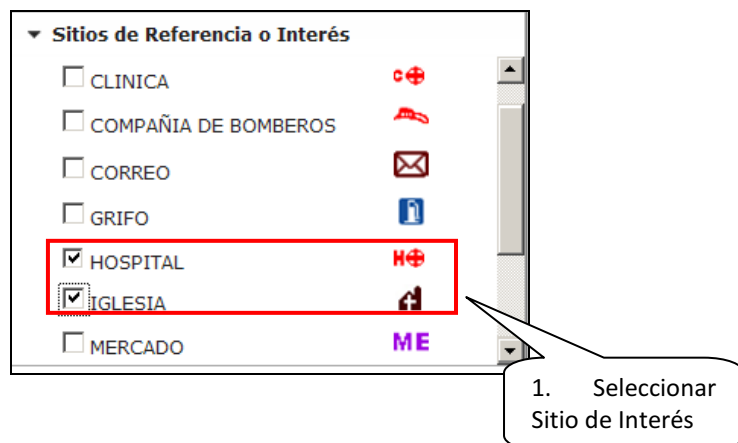 Sitios de Referencia o Interés
CLINICA C
COMPAÑIA DE BOMBEROS
CORREO
GRIFO
HOSPITAL H
IGLESIA
MERCADO ME
1. Seleccionar
Sitio de Interés